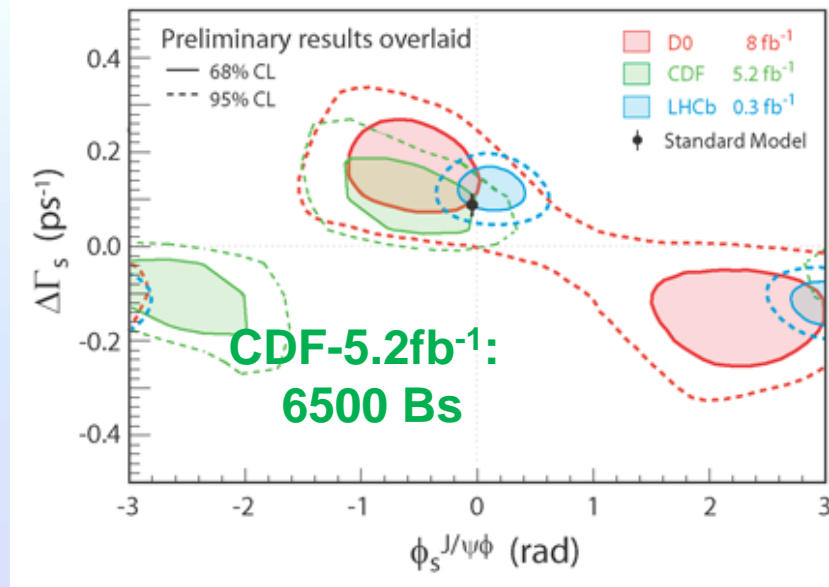 Preliminary results overlaid
68% CL
95% CL
D0 8 fb⁻¹
CDF 5.2 fb⁻¹
LHCb 0.3 fb⁻¹
Standard Model
0.4
0.2
0.0
-0.2
-0.4
ΔΓs (ps⁻¹)
CDF-5.2fb⁻¹:
6500 Bs
-3 -2 -1 0 1 2 3
ϕs J/ψϕ (rad)